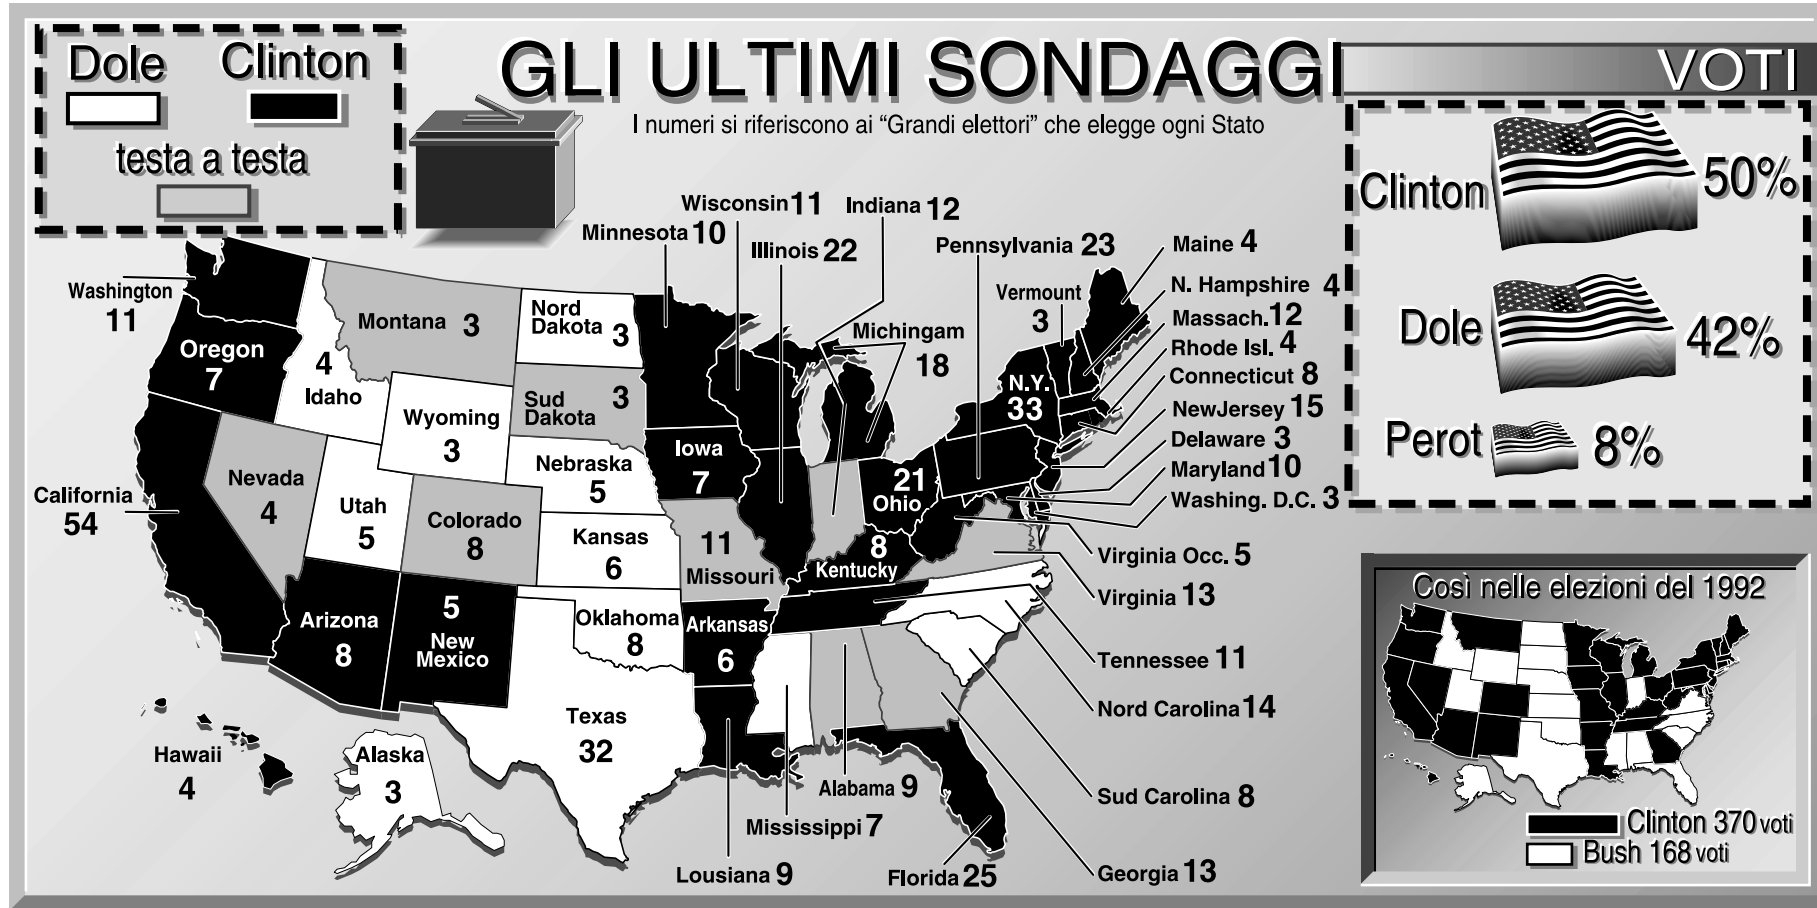 Dole Clinton
testa a testa
GLI ULTIMI SONDAGGI
I numeri si riferiscono ai “Grandi elettori” che elegge ogni Stato
VOTI
Clinton 50%
Dole 42%
Perot 8%
Wisconsin 11
Indiana 12
Minnesota 10
Illinois 22
Pennsylvania 23
Maine 4
Washington
11
Montana 3
Nord
Dakota 3
Michingam
18
Vermount
3
N. Hampshire 4
Massach. 12
Rhode Isl. 4
Connecticut 8
NewJersey 15
Delaware 3
Maryland 10
Washing. D.C. 3
Oregon
7
4
Idaho
Wyoming
3
Sud
Dakota 3
N.Y.
33
Iowa
7
Nebraska
5
21
Ohio
California
54
Nevada
4
Utah
5
Colorado
8
Kansas
6
11
Missouri
8
Kentucky
Virginia Occ. 5
Virginia 13
Arizona
8
5
New
Mexico
Oklahoma
8
Arkansas
6
Tennessee 11
Nord Carolina 14
Texas
32
Hawaii
4
Alaska
3
Alabama 9
Mississippi 7
Lousiana 9
Florida 25
Sud Carolina 8
Georgia 13
Così nelle elezioni del 1992
Clinton 370 voti
Bush 168 voti